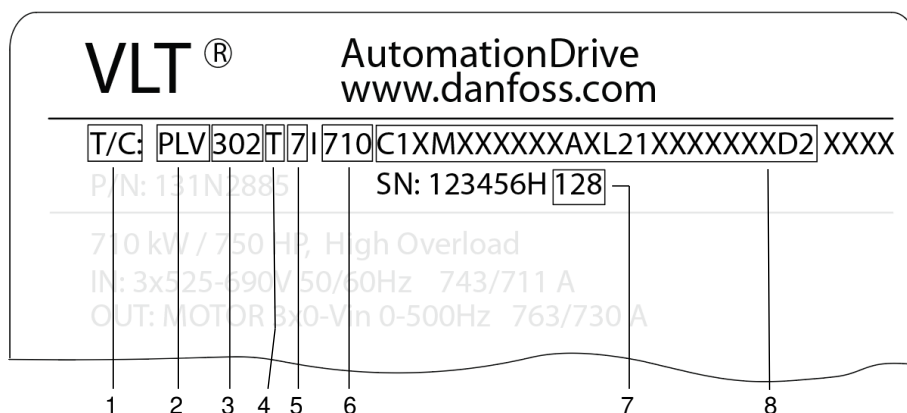 VLT ® AutomationDrive
www.danfoss.com
T/C: PLV302T7I710C1XMXXXXXXAXL21XXXXXXXD2 XXXX
P/N: 131N2885 SN: 123456H128
710 kW / 750 HP, High Overload
IN: 3x525-690V 50/60Hz 743/711 A
OUT: MOTOR 3x0-Vin 0-500Hz 763/730 A
1 2 3 4 5 6 7 8